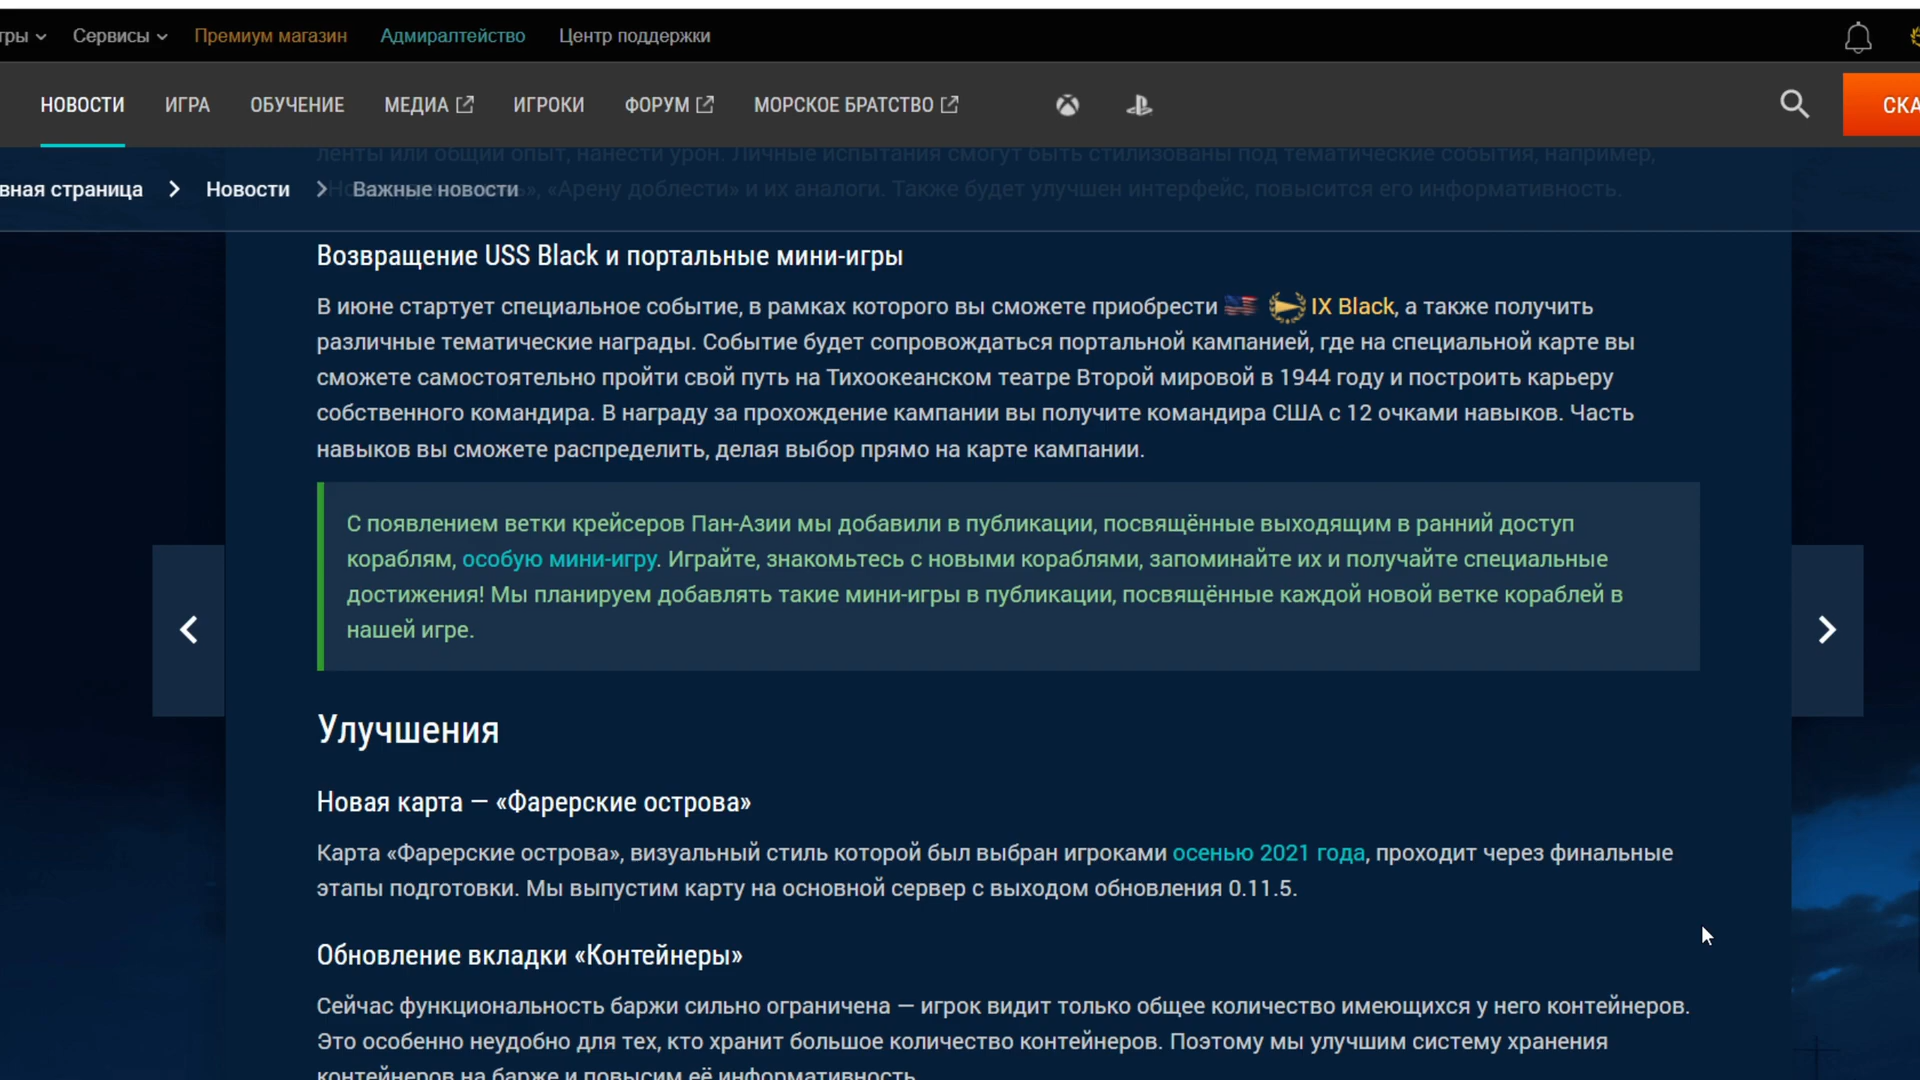 гры Сервисы Премиум магазин Адмиралтейство Центр поддержки
НОВОСТИ ИГРА ОБУЧЕНИЕ МЕДИА ИГРОКИ ФОРУМ МОРСКОЕ БРАТСТВО СКА
ленты или общий опыт, нанести урон. Личные испытания смогут быть стилизованы под тематические события, например,
», «Арену доблести» и их аналоги. Также будет улучшен интерфейс, повысится его информативность.
вная страница Новости Важные новости
Возвращение USS Black и портальные мини-игры
В июне стартует специальное событие, в рамках которого вы сможете приобрести IX Black, а также получить
различные тематические награды. Событие будет сопровождаться портальной кампанией, где на специальной карте вы
сможете самостоятельно пройти свой путь на Тихоокеанском театре Второй мировой в 1944 году и построить карьеру
собственного командира. В награду за прохождение кампании вы получите командира США с 12 очками навыков. Часть
навыков вы сможете распределить, делая выбор прямо на карте кампании.
С появлением ветки крейсеров Пан-Азии мы добавили в публикации, посвящённые выходящим в ранний доступ
кораблям, особую мини-игру. Играйте, знакомьтесь с новыми кораблями, запоминайте их и получайте специальные
достижения! Мы планируем добавлять такие мини-игры в публикации, посвящённые каждой новой ветке кораблей в
нашей игре.
Улучшения
Новая карта — «Фарерские острова»
Карта «Фарерские острова», визуальный стиль которой был выбран игроками осенью 2021 года, проходит через финальные
этапы подготовки. Мы выпустим карту на основной сервер с выходом обновления 0.11.5.
Обновление вкладки «Контейнеры»
Сейчас функциональность баржи сильно ограничена — игрок видит только общее количество имеющихся у него контейнеров.
Это особенно неудобно для тех, кто хранит большое количество контейнеров. Поэтому мы улучшим систему хранения
контейнеров на барже и повысим её информативность.